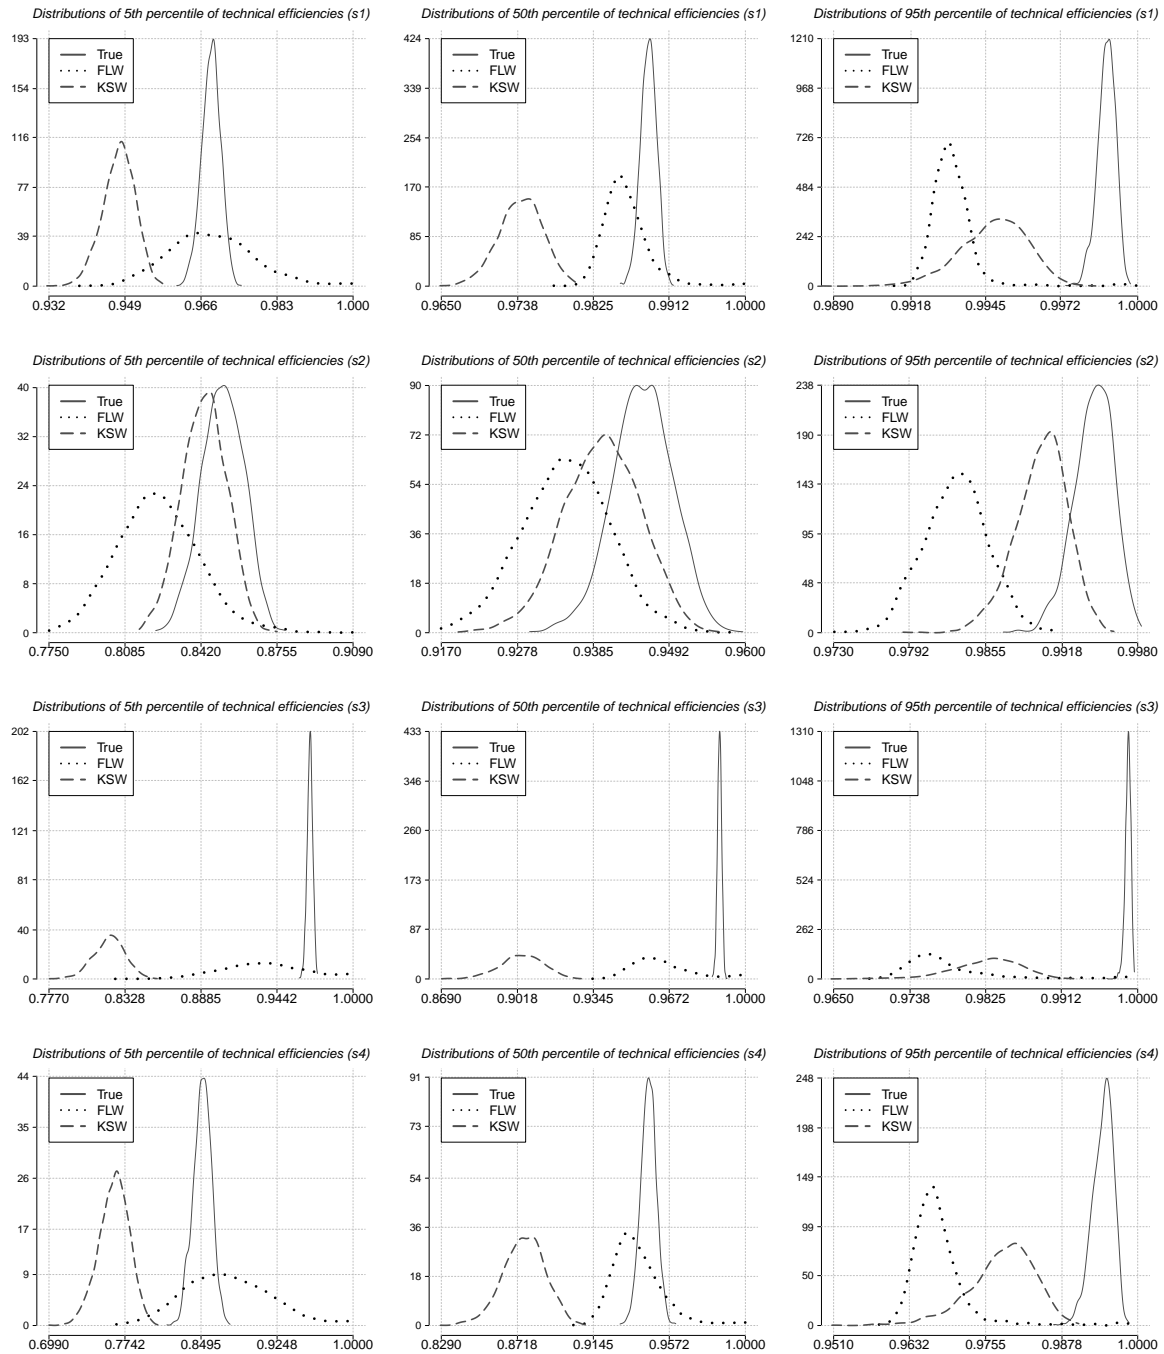 Distributions of 5th percentile of technical efficiencies (s1)
193
154
116
77
39
0
True
FLW
KSW
0.932 0.949 0.966 0.983 1.000
Distributions of 50th percentile of technical efficiencies (s1)
424
339
254
170
85
0
True
FLW
KSW
0.9650 0.9738 0.9825 0.9912 1.0000
Distributions of 95th percentile of technical efficiencies (s1)
1210
968
726
484
242
0
True
FLW
KSW
0.9890 0.9918 0.9945 0.9972 1.0000
Distributions of 5th percentile of technical efficiencies (s2)
40
32
24
16
8
0
True
FLW
KSW
0.7750 0.8085 0.8420 0.8755 0.9090
Distributions of 50th percentile of technical efficiencies (s2)
90
72
54
36
18
0
True
FLW
KSW
0.9170 0.9278 0.9385 0.9492 0.9600
Distributions of 95th percentile of technical efficiencies (s2)
238
190
143
95
48
0
True
FLW
KSW
0.9730 0.9792 0.9855 0.9918 0.9980
Distributions of 5th percentile of technical efficiencies (s3)
202
162
121
81
40
0
True
FLW
KSW
0.7770 0.8328 0.8885 0.9442 1.0000
Distributions of 50th percentile of technical efficiencies (s3)
433
346
260
173
87
0
True
FLW
KSW
0.8690 0.9018 0.9345 0.9672 1.0000
Distributions of 95th percentile of technical efficiencies (s3)
1310
1048
786
524
262
0
True
FLW
KSW
0.9650 0.9738 0.9825 0.9912 1.0000
Distributions of 5th percentile of technical efficiencies (s4)
44
35
26
17
9
0
True
FLW
KSW
0.6990 0.7742 0.8495 0.9248 1.0000
Distributions of 50th percentile of technical efficiencies (s4)
91
73
54
36
18
0
True
FLW
KSW
0.8290 0.8718 0.9145 0.9572 1.0000
Distributions of 95th percentile of technical efficiencies (s4)
248
198
149
99
50
0
True
FLW
KSW
0.9510 0.9632 0.9755 0.9878 1.0000